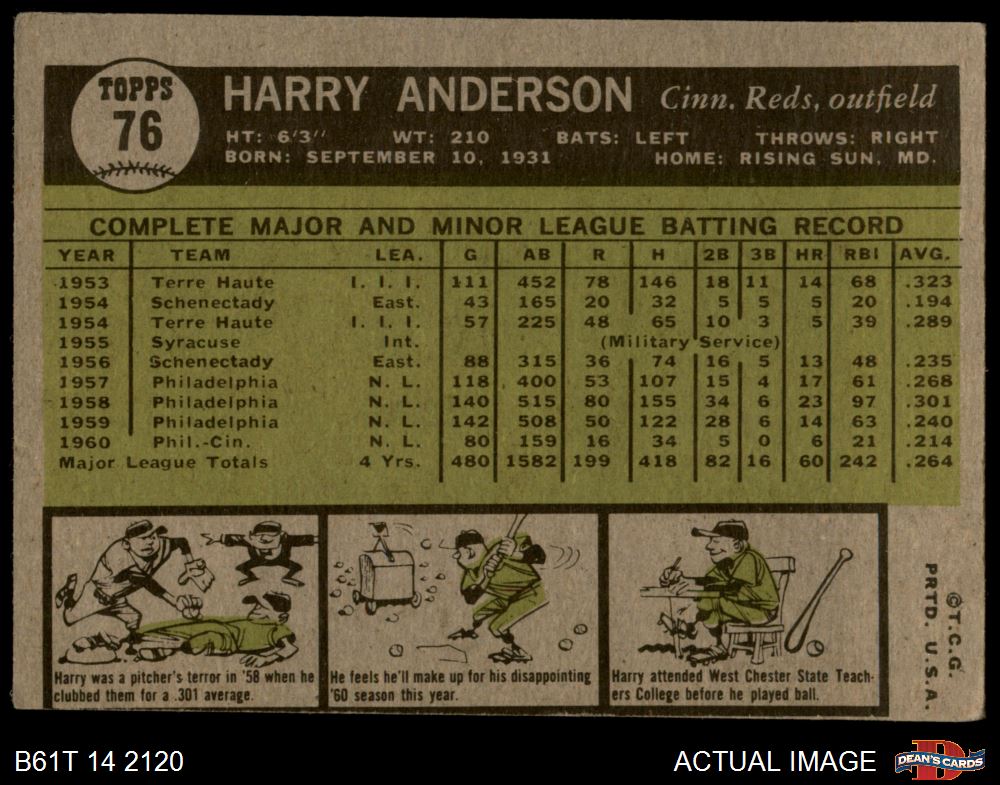 TOPPS
76
HARRY ANDERSON Cinn. Reds, outfield
HT: 6'3" WT: 210 BATS: LEFT THROWS: RIGHT
BORN: SEPTEMBER 10, 1931 HOME: RISING SUN, MD.
COMPLETE MAJOR AND MINOR LEAGUE BATTING RECORD
YEAR TEAM LEA. G AB R H 2B 3B HR RBI AVG.
1953 Terre Haute I. I. I. 111 452 78 146 18 11 14 68 .323
1954 Schenectady East. 43 165 20 32 5 5 5 20 .194
1954 Terre Haute I. I. I. 57 225 48 65 10 3 5 39 .289
1955 Syracuse Int. (Military Service)
1956 Schenectady East. 88 315 36 74 16 5 13 48 .235
1957 Philadelphia N. L. 118 400 53 107 15 4 17 61 .268
1958 Philadelphia N. L. 140 515 80 155 34 6 23 97 .301
1959 Philadelphia N. L. 142 508 50 122 28 6 14 63 .240
1960 Phil.-Cin. N. L. 80 159 16 34 5 0 6 21 .214
Major League Totals 4 Yrs. 480 1582 199 418 82 16 60 242 .264
Harry was a pitcher's terror in '58 when he
clubbed them for a .301 average.
He feels he'll make up for his disappointing
'60 season this year.
Harry attended West Chester State Teach-
ers College before he played ball.
©T.C.G.
PRTD. U.S.A.
B61T 14 2120
ACTUAL IMAGE
D
DEAN'S CARDS